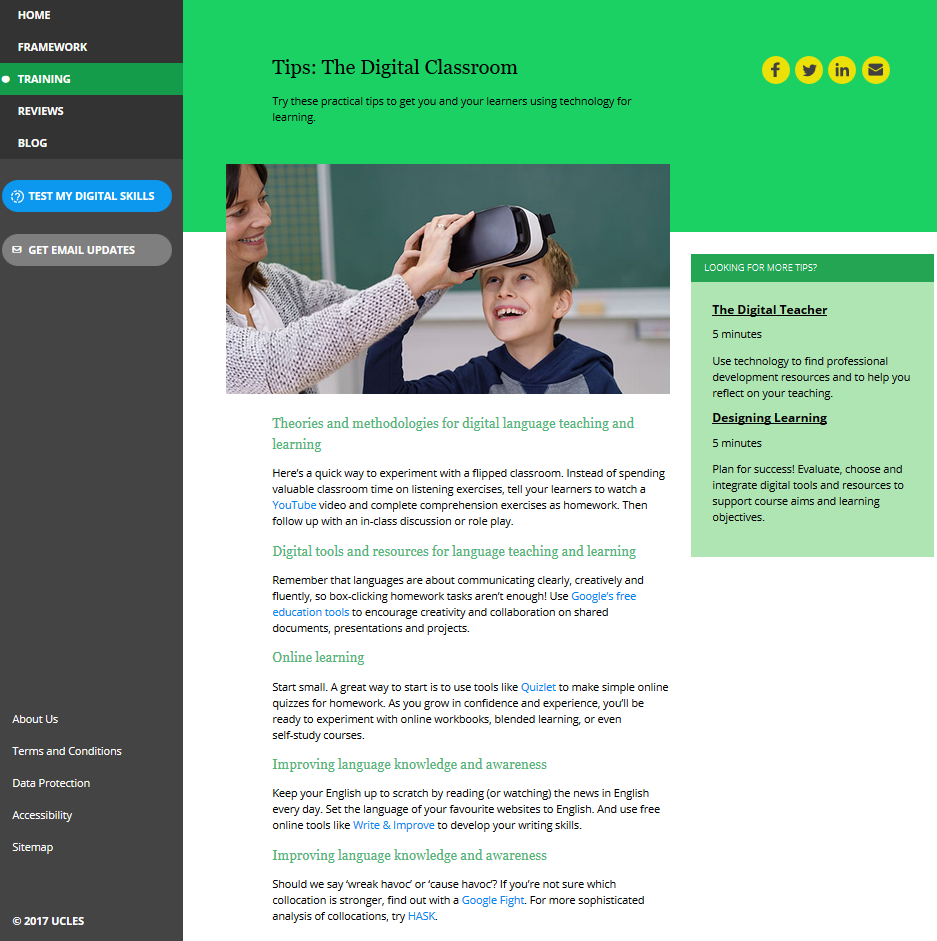 HOME
FRAMEWORK
TRAINING
REVIEWS
BLOG
TEST MY DIGITAL SKILLS
GET EMAIL UPDATES
About Us
Terms and Conditions
Data Protection
Accessibility
Sitemap
© 2017 UCLES
Tips: The Digital Classroom
Try these practical tips to get you and your learners using technology for
learning.
Theories and methodologies for digital language teaching and
learning
Here’s a quick way to experiment with a flipped classroom. Instead of spending
valuable classroom time on listening exercises, tell your learners to watch a
YouTube video and complete comprehension exercises as homework. Then
follow up with an in-class discussion or role play.
Digital tools and resources for language teaching and learning
Remember that languages are about communicating clearly, creatively and
fluently, so box-clicking homework tasks aren’t enough! Use Google’s free
education tools to encourage creativity and collaboration on shared
documents, presentations and projects.
Online learning
Start small. A great way to start is to use tools like Quizlet to make simple online
quizzes for homework. As you grow in confidence and experience, you’ll be
ready to experiment with online workbooks, blended learning, or even
self-study courses.
Improving language knowledge and awareness
Keep your English up to scratch by reading (or watching) the news in English
every day. Set the language of your favourite websites to English. And use free
online tools like Write & Improve to develop your writing skills.
Improving language knowledge and awareness
Should we say ‘wreak havoc’ or ‘cause havoc’? If you’re not sure which
collocation is stronger, find out with a Google Fight. For more sophisticated
analysis of collocations, try HASK.
LOOKING FOR MORE TIPS?
The Digital Teacher
5 minutes
Use technology to find professional
development resources and to help you
reflect on your teaching.
Designing Learning
5 minutes
Plan for success! Evaluate, choose and
integrate digital tools and resources to
support course aims and learning
objectives.